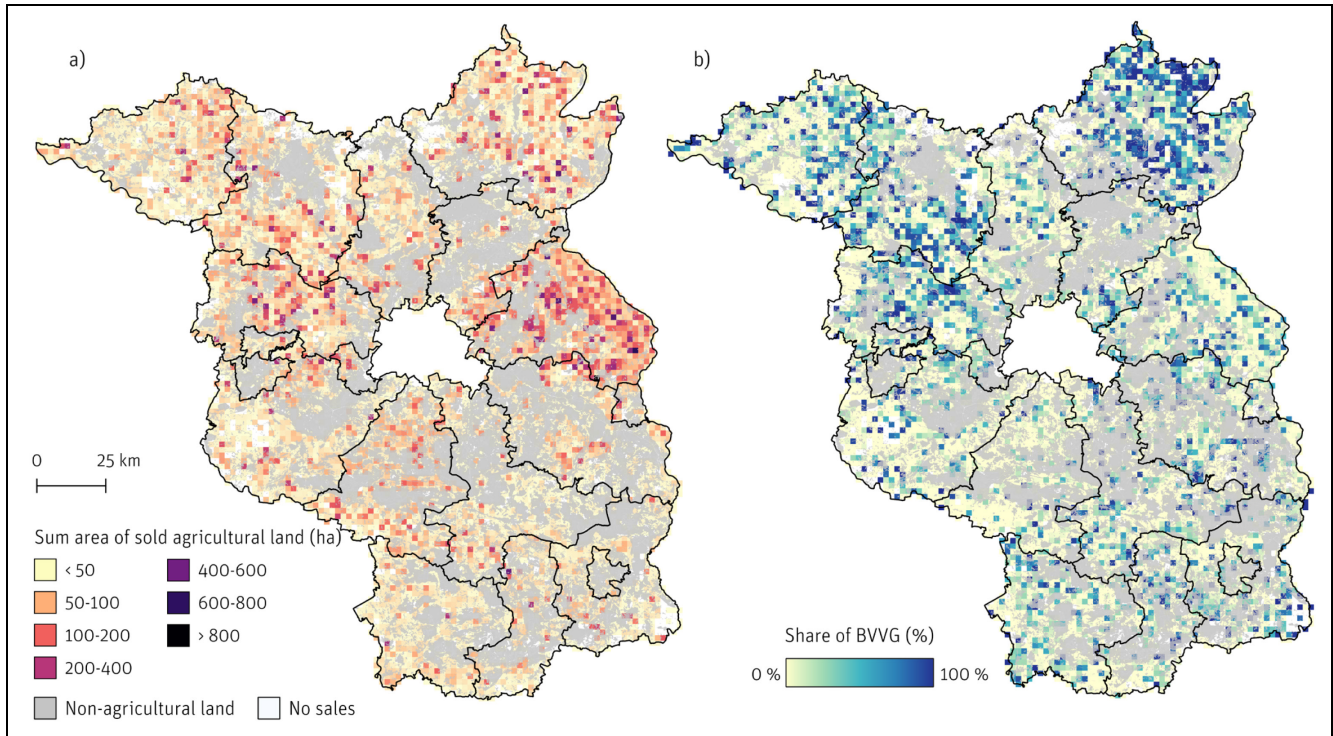 a)
b)
0 25 km
Sum area of sold agricultural land (ha)
< 50
400-600
50-100
600-800
100-200
> 800
200-400
Non-agricultural land
No sales
Share of BVVG (%)
0 %
100 %